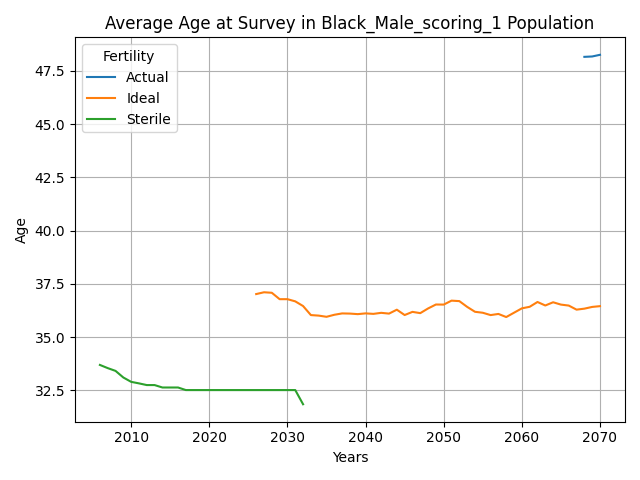 Average Age at Survey in Black_Male_scoring_1 Population
Fertility
Actual
Ideal
Sterile
Age
47.5
45.0
42.5
40.0
37.5
35.0
32.5
2010
2020
2030
2040
2050
2060
2070
Years